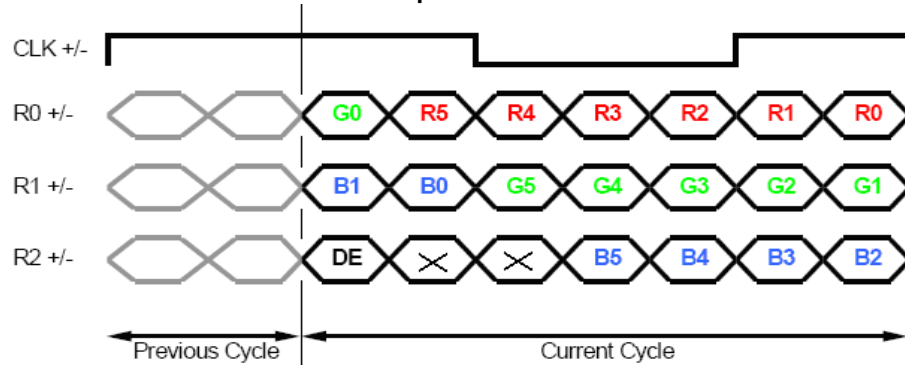 CLK +/-
R0 +/- G0 R5 R4 R3 R2 R1 R0
R1 +/- B1 B0 G5 G4 G3 G2 G1
R2 +/- DE B5 B4 B3 B2
Previous Cycle Current Cycle